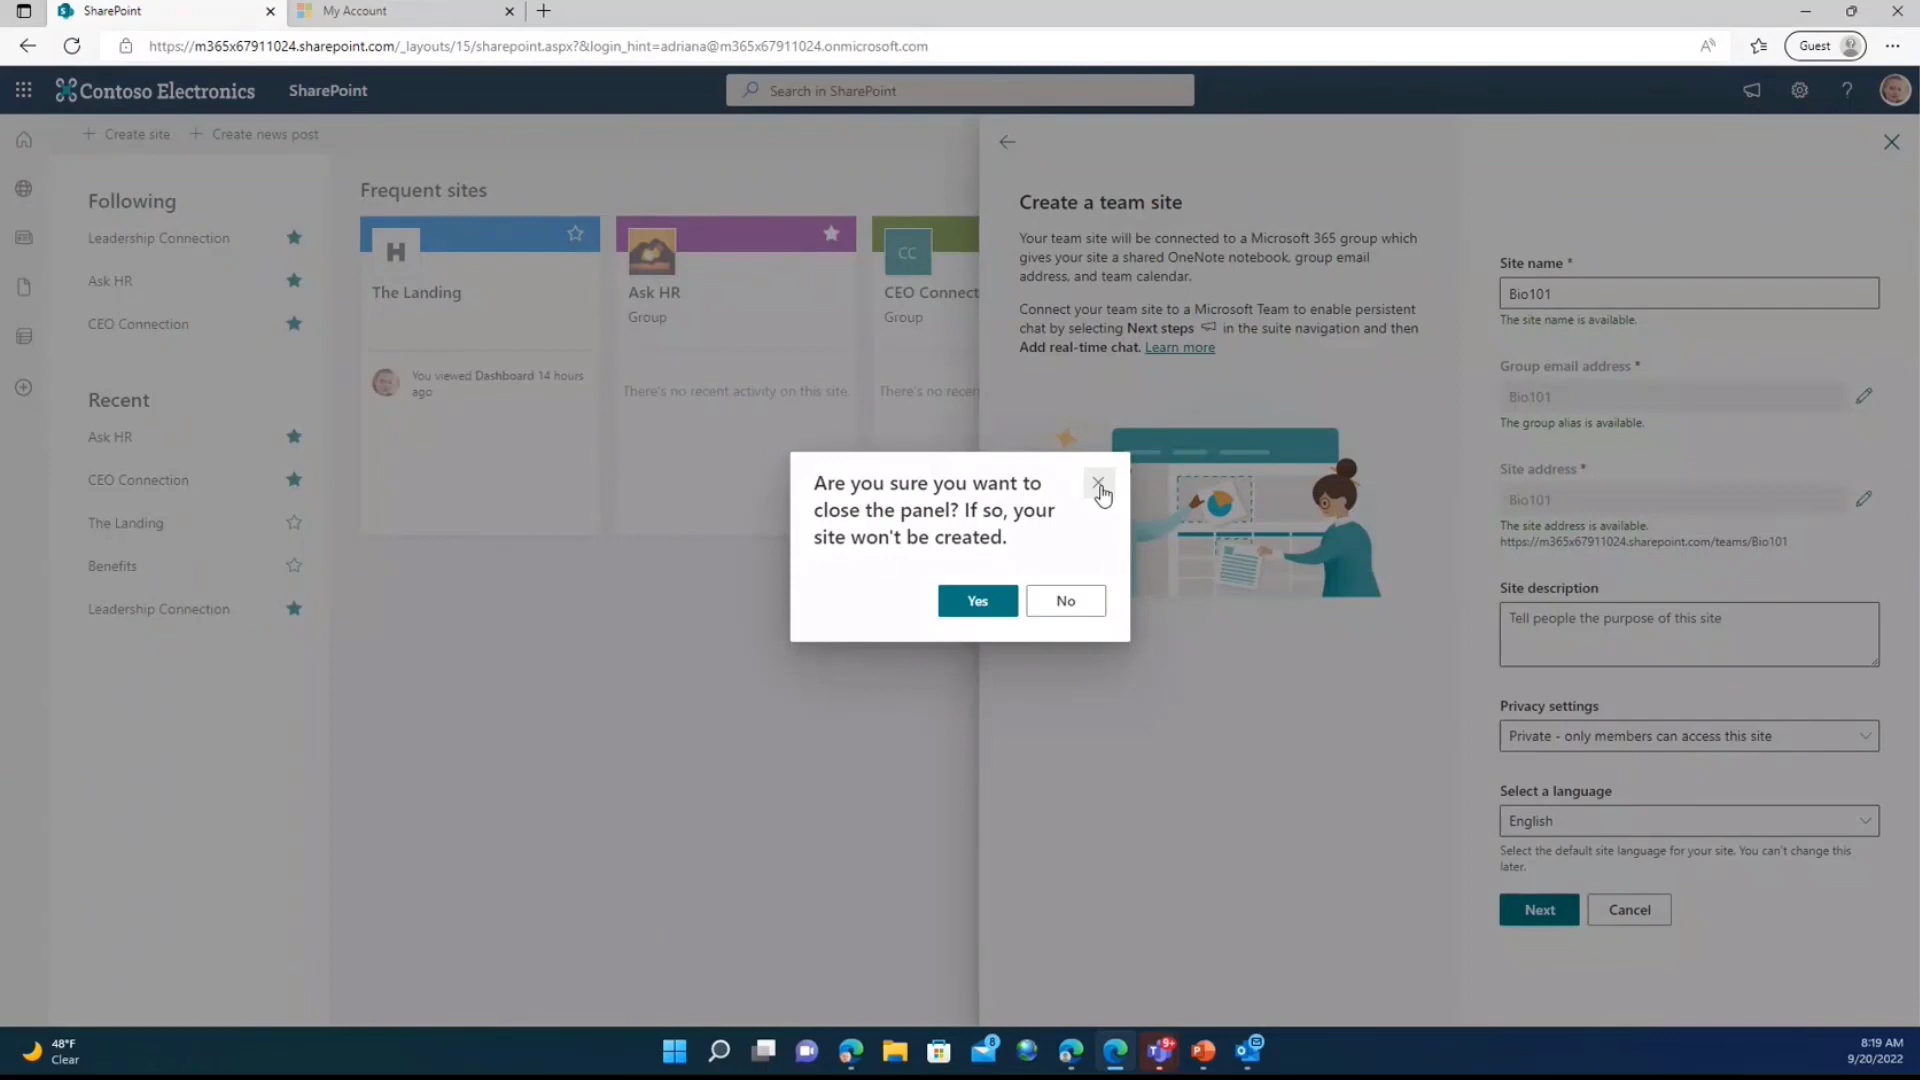 SharePoint
My Account
https://m365x67911024.sharepoint.com/_layouts/15/sharepoint.aspx?&login_hint=adriana@m365x67911024.onmicrosoft.com
Guest
Contoso Electronics
SharePoint
Search in SharePoint
Create site
Create news post
Following
Leadership Connection
Ask HR
CEO Connection
Recent
Ask HR
CEO Connection
The Landing
Benefits
Leadership Connection
Frequent sites
H
The Landing
You viewed Dashboard 14 hours
ago
Ask HR
Group
There's no recent activity on this site.
CC
CEO Connect
Group
There's no recen
Create a team site
Your team site will be connected to a Microsoft 365 group which
gives your site a shared OneNote notebook, group email
address, and team calendar.
Connect your team site to a Microsoft Team to enable persistent
chat by selecting Next steps in the suite navigation and then
Add real-time chat. Learn more
Are you sure you want to
close the panel? If so, your
site won't be created.
Yes
No
Site name *
Bio101
The site name is available.
Group email address *
Bio101
The group alias is available.
Site address *
Bio101
The site address is available.
https://m365x67911024.sharepoint.com/teams/Bio101
Site description
Tell people the purpose of this site
Privacy settings
Private - only members can access this site
Select a language
English
Select the default site language for your site. You can't change this
later.
Next
Cancel
48°F
Clear
8
9+
8:19 AM
9/20/2022